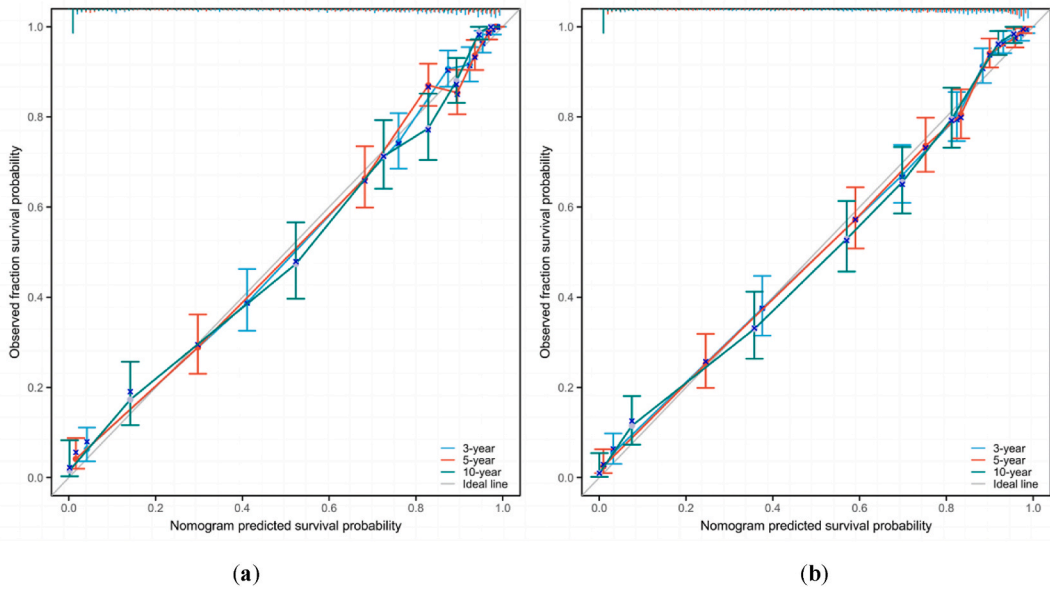 1.0
0.8
0.6
0.4
0.2
0.0
Observed fraction survival probability
3-year
5-year
10-year
Ideal line
0.0 0.2 0.4 0.6 0.8 1.0
Nomogram predicted survival probability
(a)
1.0
0.8
0.6
0.4
0.2
0.0
Observed fraction survival probability
3-year
5-year
10-year
Ideal line
0.0 0.2 0.4 0.6 0.8 1.0
Nomogram predicted survival probability
(b)